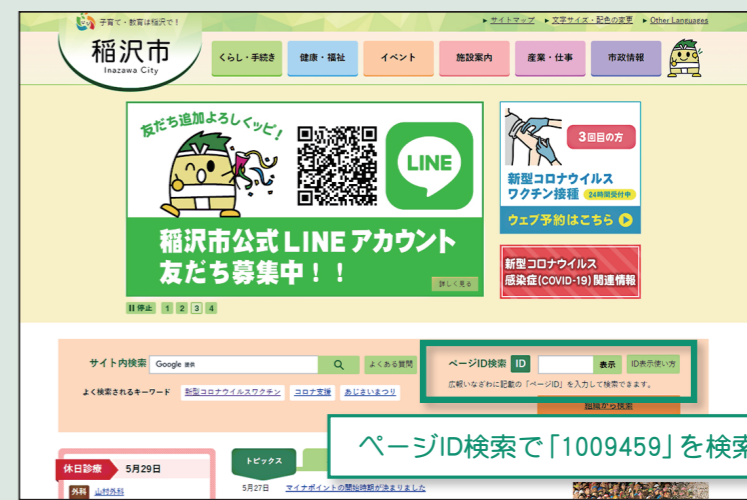 子育て・教育は稲沢で！
▶ サイトマップ ▶ 文字サイズ・配色の変更 ▶ Other Languages
稲沢市
Inazawa City
くらし・手続き 健康・福祉 イベント 施設案内 産業・仕事 市政情報
友だち追加よろしくッピ！
LINE
稲沢市公式LINEアカウント
友だち募集中！！
詳しく見る
停止 1 2 3 4
3回目の方
新型コロナウイルス
ワクチン接種 24時間受付中
ウェブ予約はこちら
新型コロナウイルス
感染症(COVID-19)関連情報
サイト内検索 Google 提供 よくある質問
よく検索されるキーワード 新型コロナウイルスワクチン コロナ支援 あじさいまつり
ページID検索 ID 表示 ID表示使い方
広報いなざわに記載の「ページID」を入力して検索できます。
組織から検索
ページID検索で「1009459」を検索
休日診療 5月29日
外科 山村外科
トピックス
5月27日 マイナポイントの開始時期が決まりました